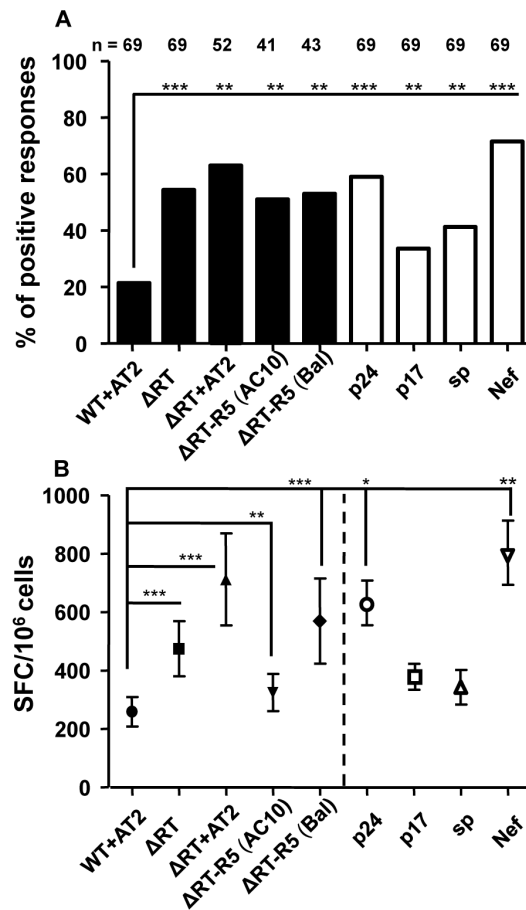 A
n = 69 69 52 41 43 69 69 69 69
% of positive responses
100
80
60
40
20
0
*** ** ** ** *** ** ** ***
WT+AT2
ΔRT
ΔRT+AT2
ΔRT-R5 (AC10)
ΔRT-R5 (Bal)
p24
p17
sp
Nef
B
SFC/10⁶ cells
1000
800
600
400
200
0
*** * **
**
***
***
WT+AT2
ΔRT
ΔRT+AT2
ΔRT-R5 (AC10)
ΔRT-R5 (Bal)
p24
p17
sp
Nef